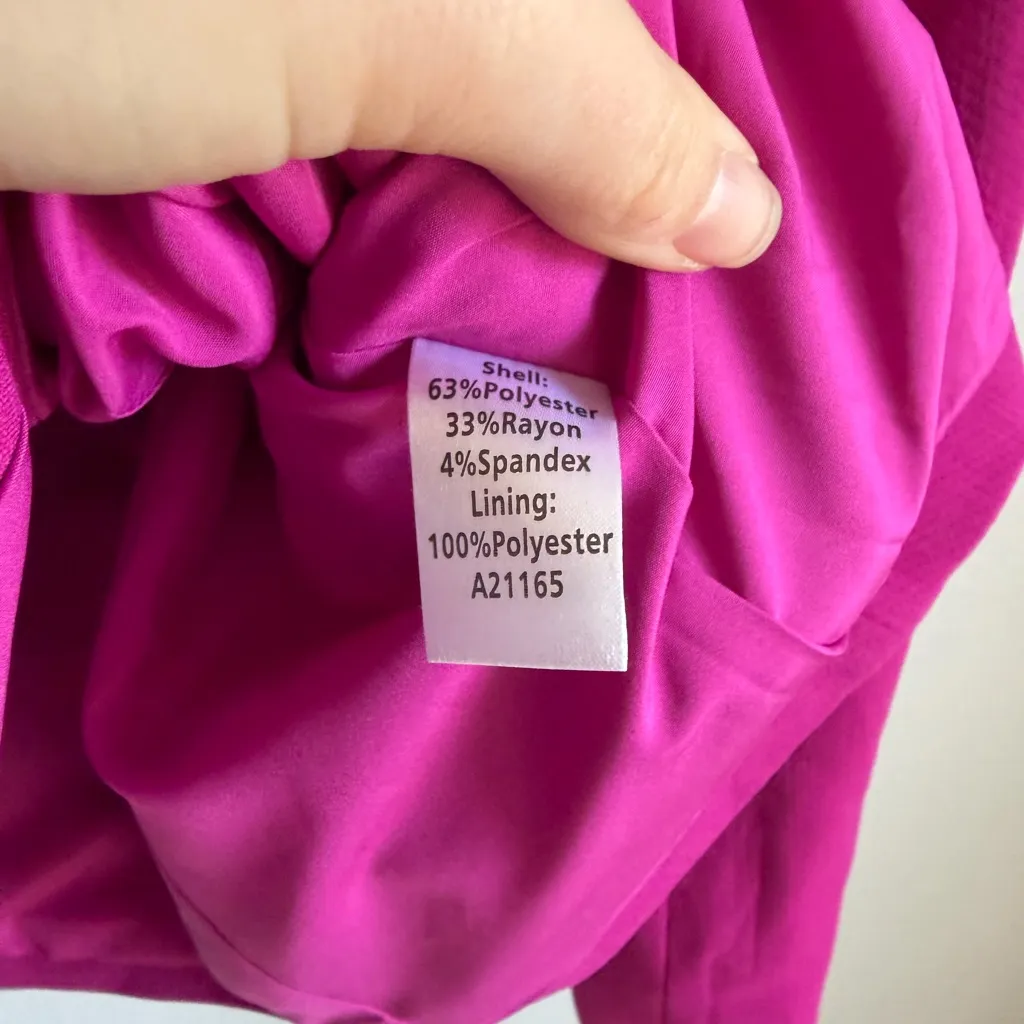 Shell:
63%Polyester
33%Rayon
4%Spandex
Lining:
100%Polyester
A21165